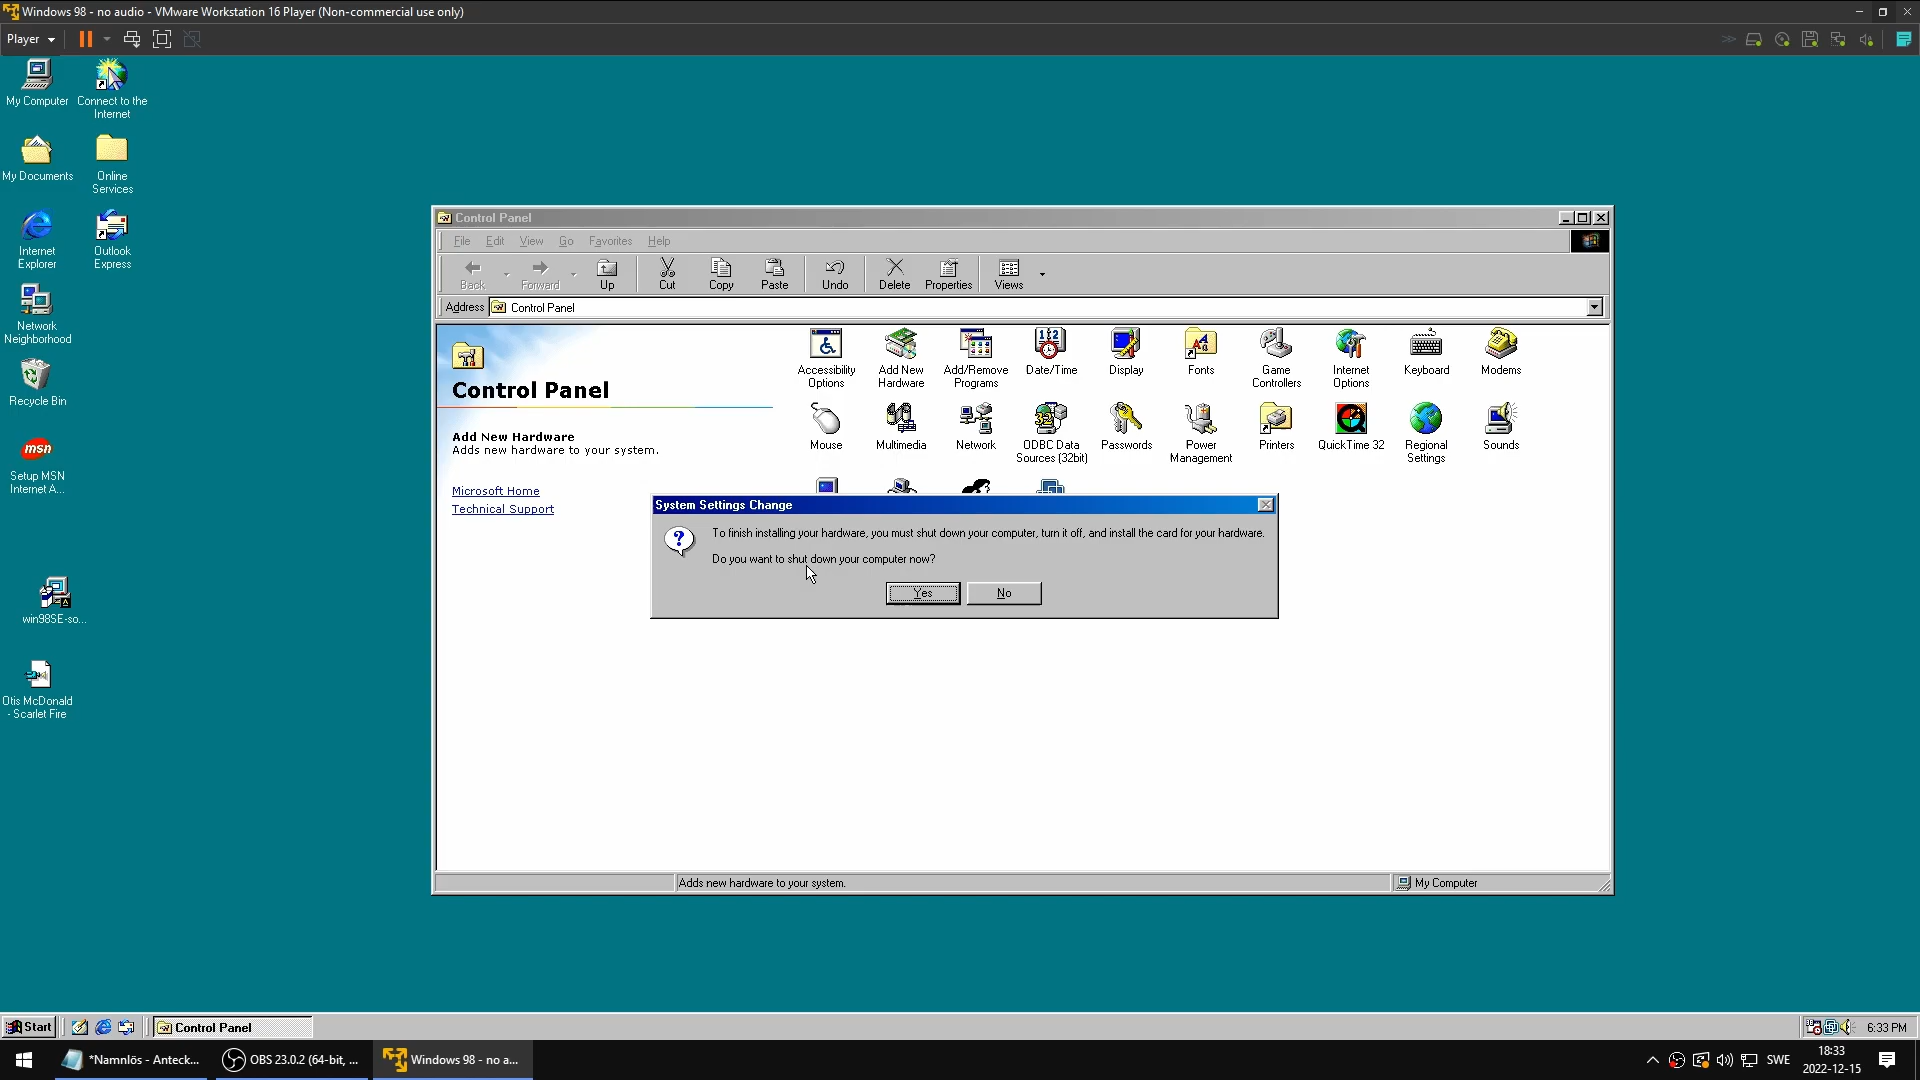 Windows 98 - no audio - VMware Workstation 16 Player (Non-commercial use only)
Player
My Computer
Connect to the
Internet
My Documents
Online
Services
Internet
Explorer
Outlook
Express
Network
Neighborhood
Recycle Bin
msn
Setup MSN
Internet A...
win98SE-so...
Otis McDonald
- Scarlet Fire
Control Panel
File Edit View Go Favorites Help
Back Forward Up Cut Copy Paste Undo Delete Properties Views
Address Control Panel
Control Panel
Add New Hardware
Adds new hardware to your system.
Microsoft Home
Technical Support
Accessibility
Options
Add New
Hardware
Add/Remove
Programs
Date/Time
Display
Fonts
Game
Controllers
Internet
Options
Keyboard
Modems
Mouse
Multimedia
Network
ODBC Data
Sources (32bit)
Passwords
Power
Management
Printers
QuickTime 32
Regional
Settings
Sounds
System Settings Change
To finish installing your hardware, you must shut down your computer, turn it off, and install the card for your hardware.
Do you want to shut down your computer now?
Yes No
Adds new hardware to your system. My Computer
Start Control Panel 6:33 PM
*Namnlös - Anteck... OBS 23.0.2 (64-bit, ... Windows 98 - no a... SWE
18:33
2022-12-15